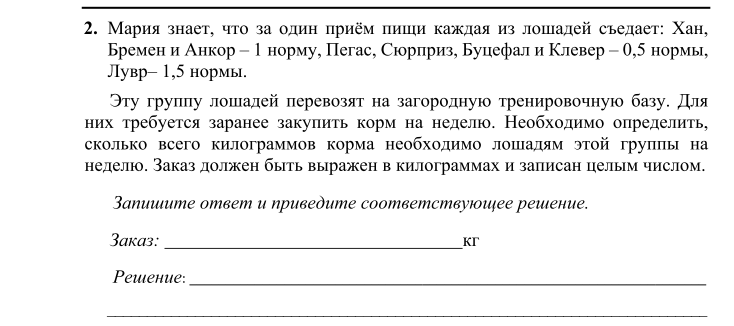 2. Мария знает, что за один приём пищи каждая из лошадей съедает: Хан,
Бремен и Анкор – 1 норму, Пегас, Сюрприз, Буцефал и Клевер – 0,5 нормы,
Лувр– 1,5 нормы.
Эту группу лошадей перевозят на загородную тренировочную базу. Для
них требуется заранее закупить корм на неделю. Необходимо определить,
сколько всего килограммов корма необходимо лошадям этой группы на
неделю. Заказ должен быть выражен в килограммах и записан целым числом.
Запишите ответ и приведите соответствующее решение.
Заказ: ________________________________кг
Решение: ________________________________